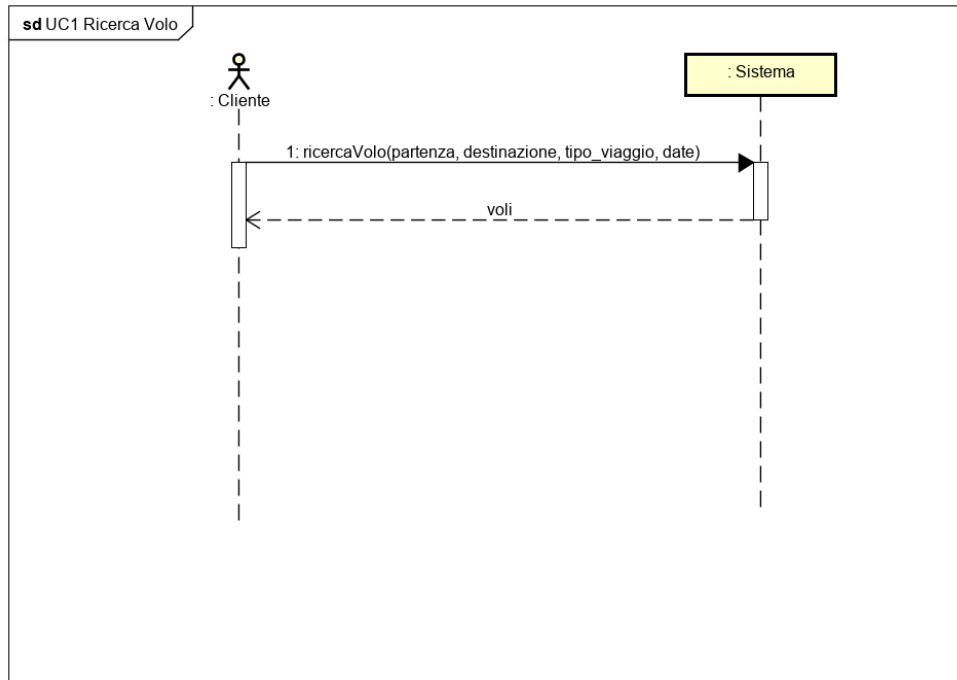 sd UC1 Ricerca Volo
: Cliente
: Sistema
1: ricercaVolo(partenza, destinazione, tipo_viaggio, date)
voli